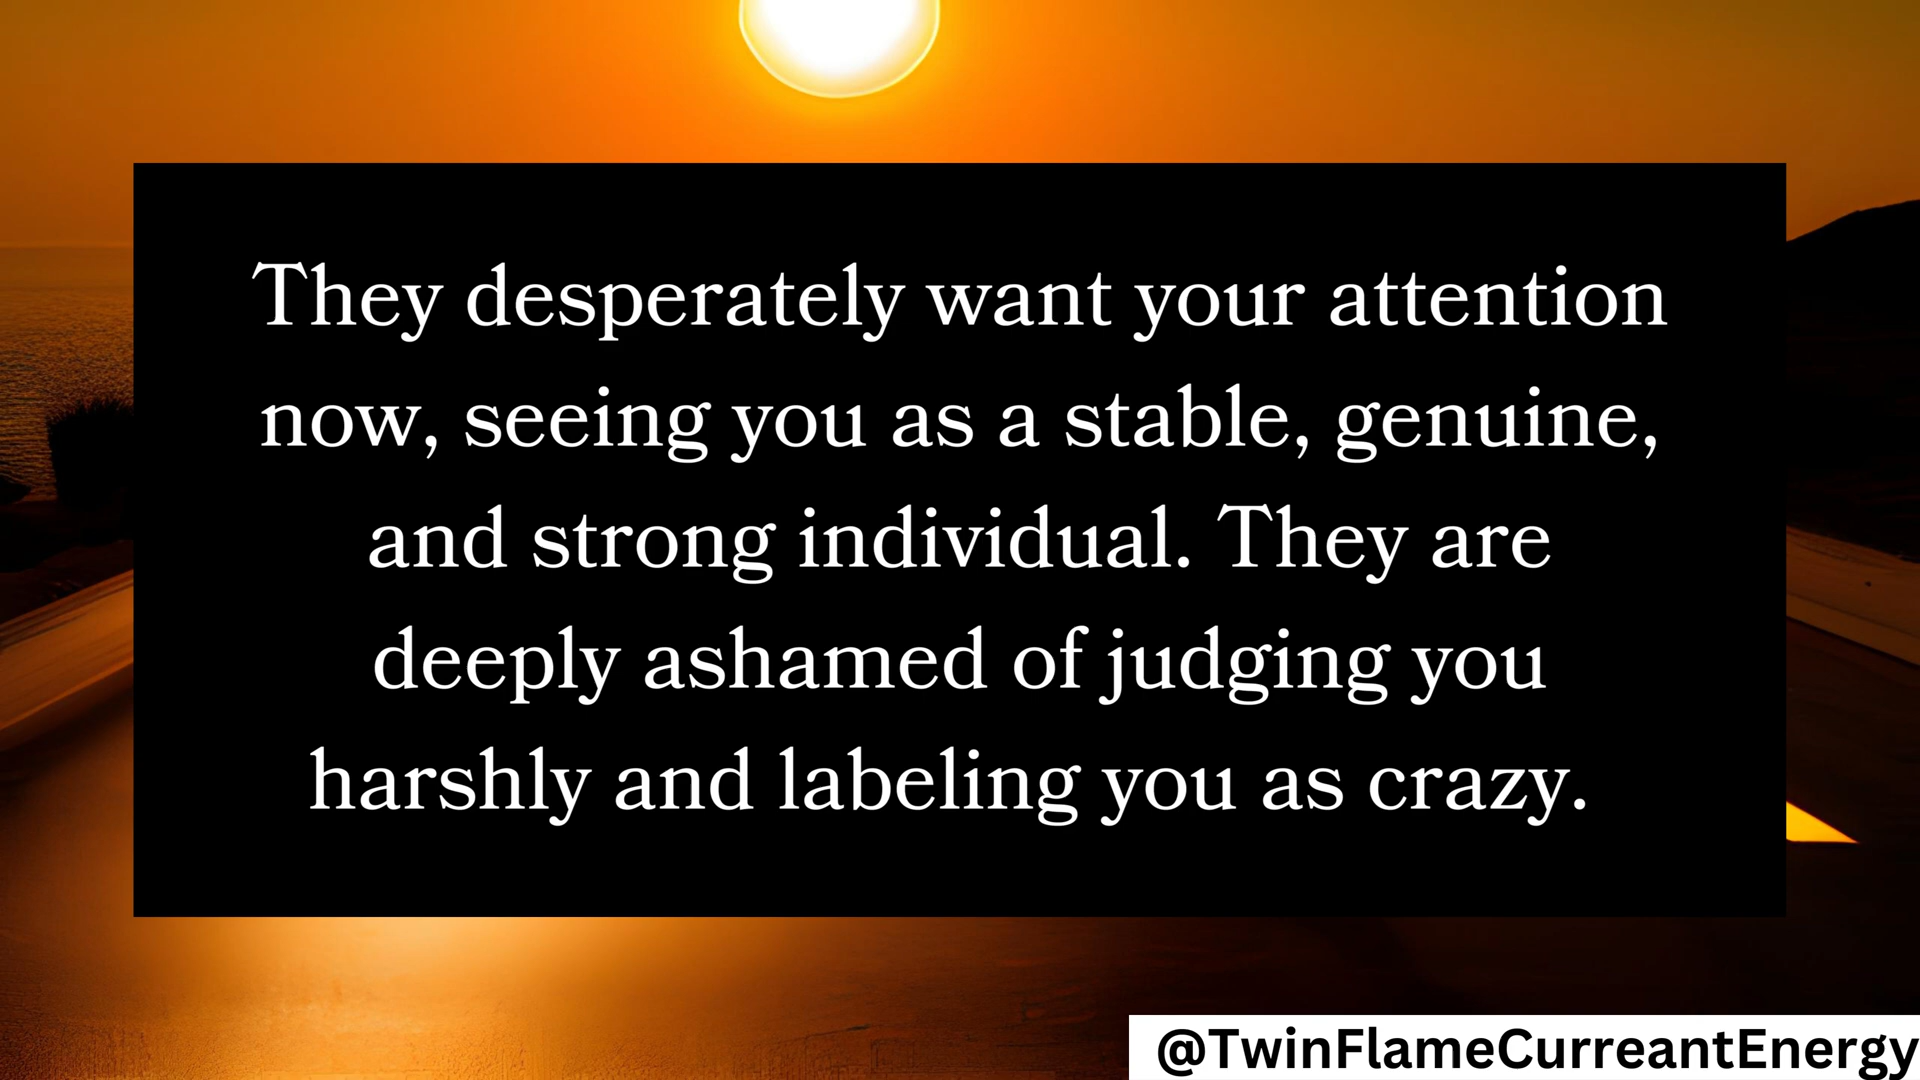 They desperately want your attention
now, seeing you as a stable, genuine,
and strong individual. They are
deeply ashamed of judging you
harshly and labeling you as crazy.
@TwinFlameCurreantEnergy